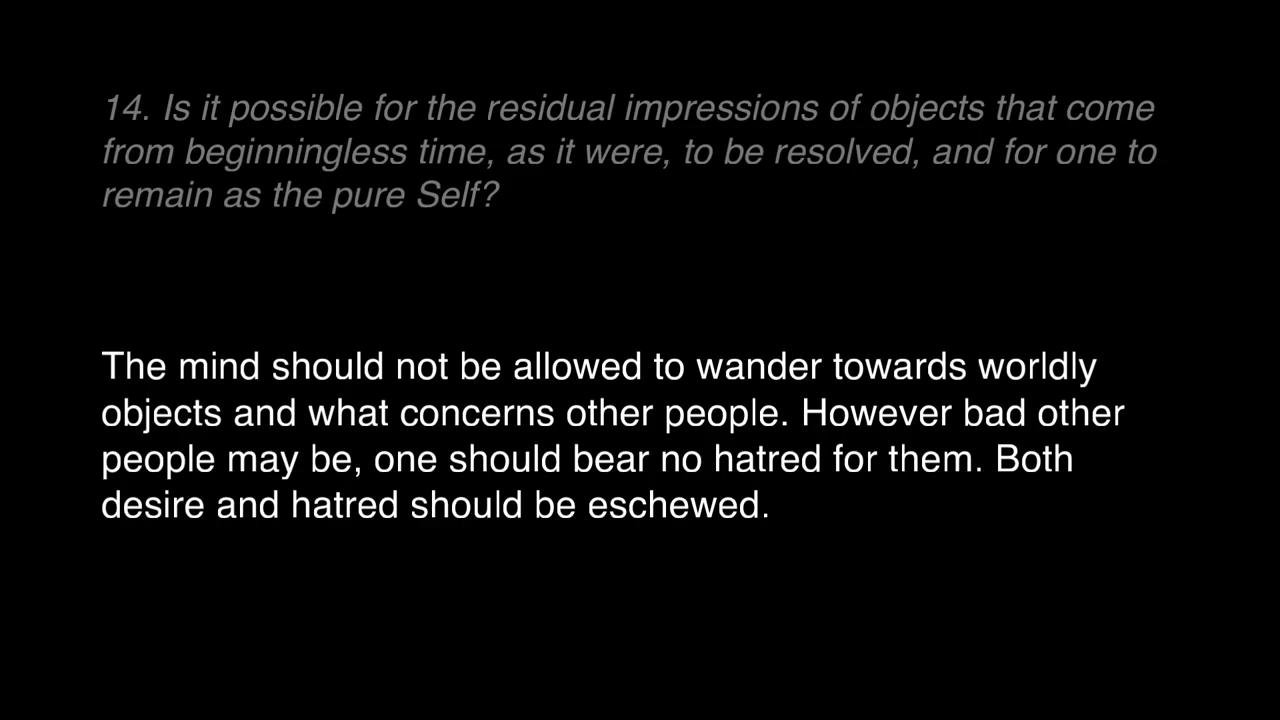 14. Is it possible for the residual impressions of objects that come
from beginningless time, as it were, to be resolved, and for one to
remain as the pure Self?
The mind should not be allowed to wander towards worldly
objects and what concerns other people. However bad other
people may be, one should bear no hatred for them. Both
desire and hatred should be eschewed.